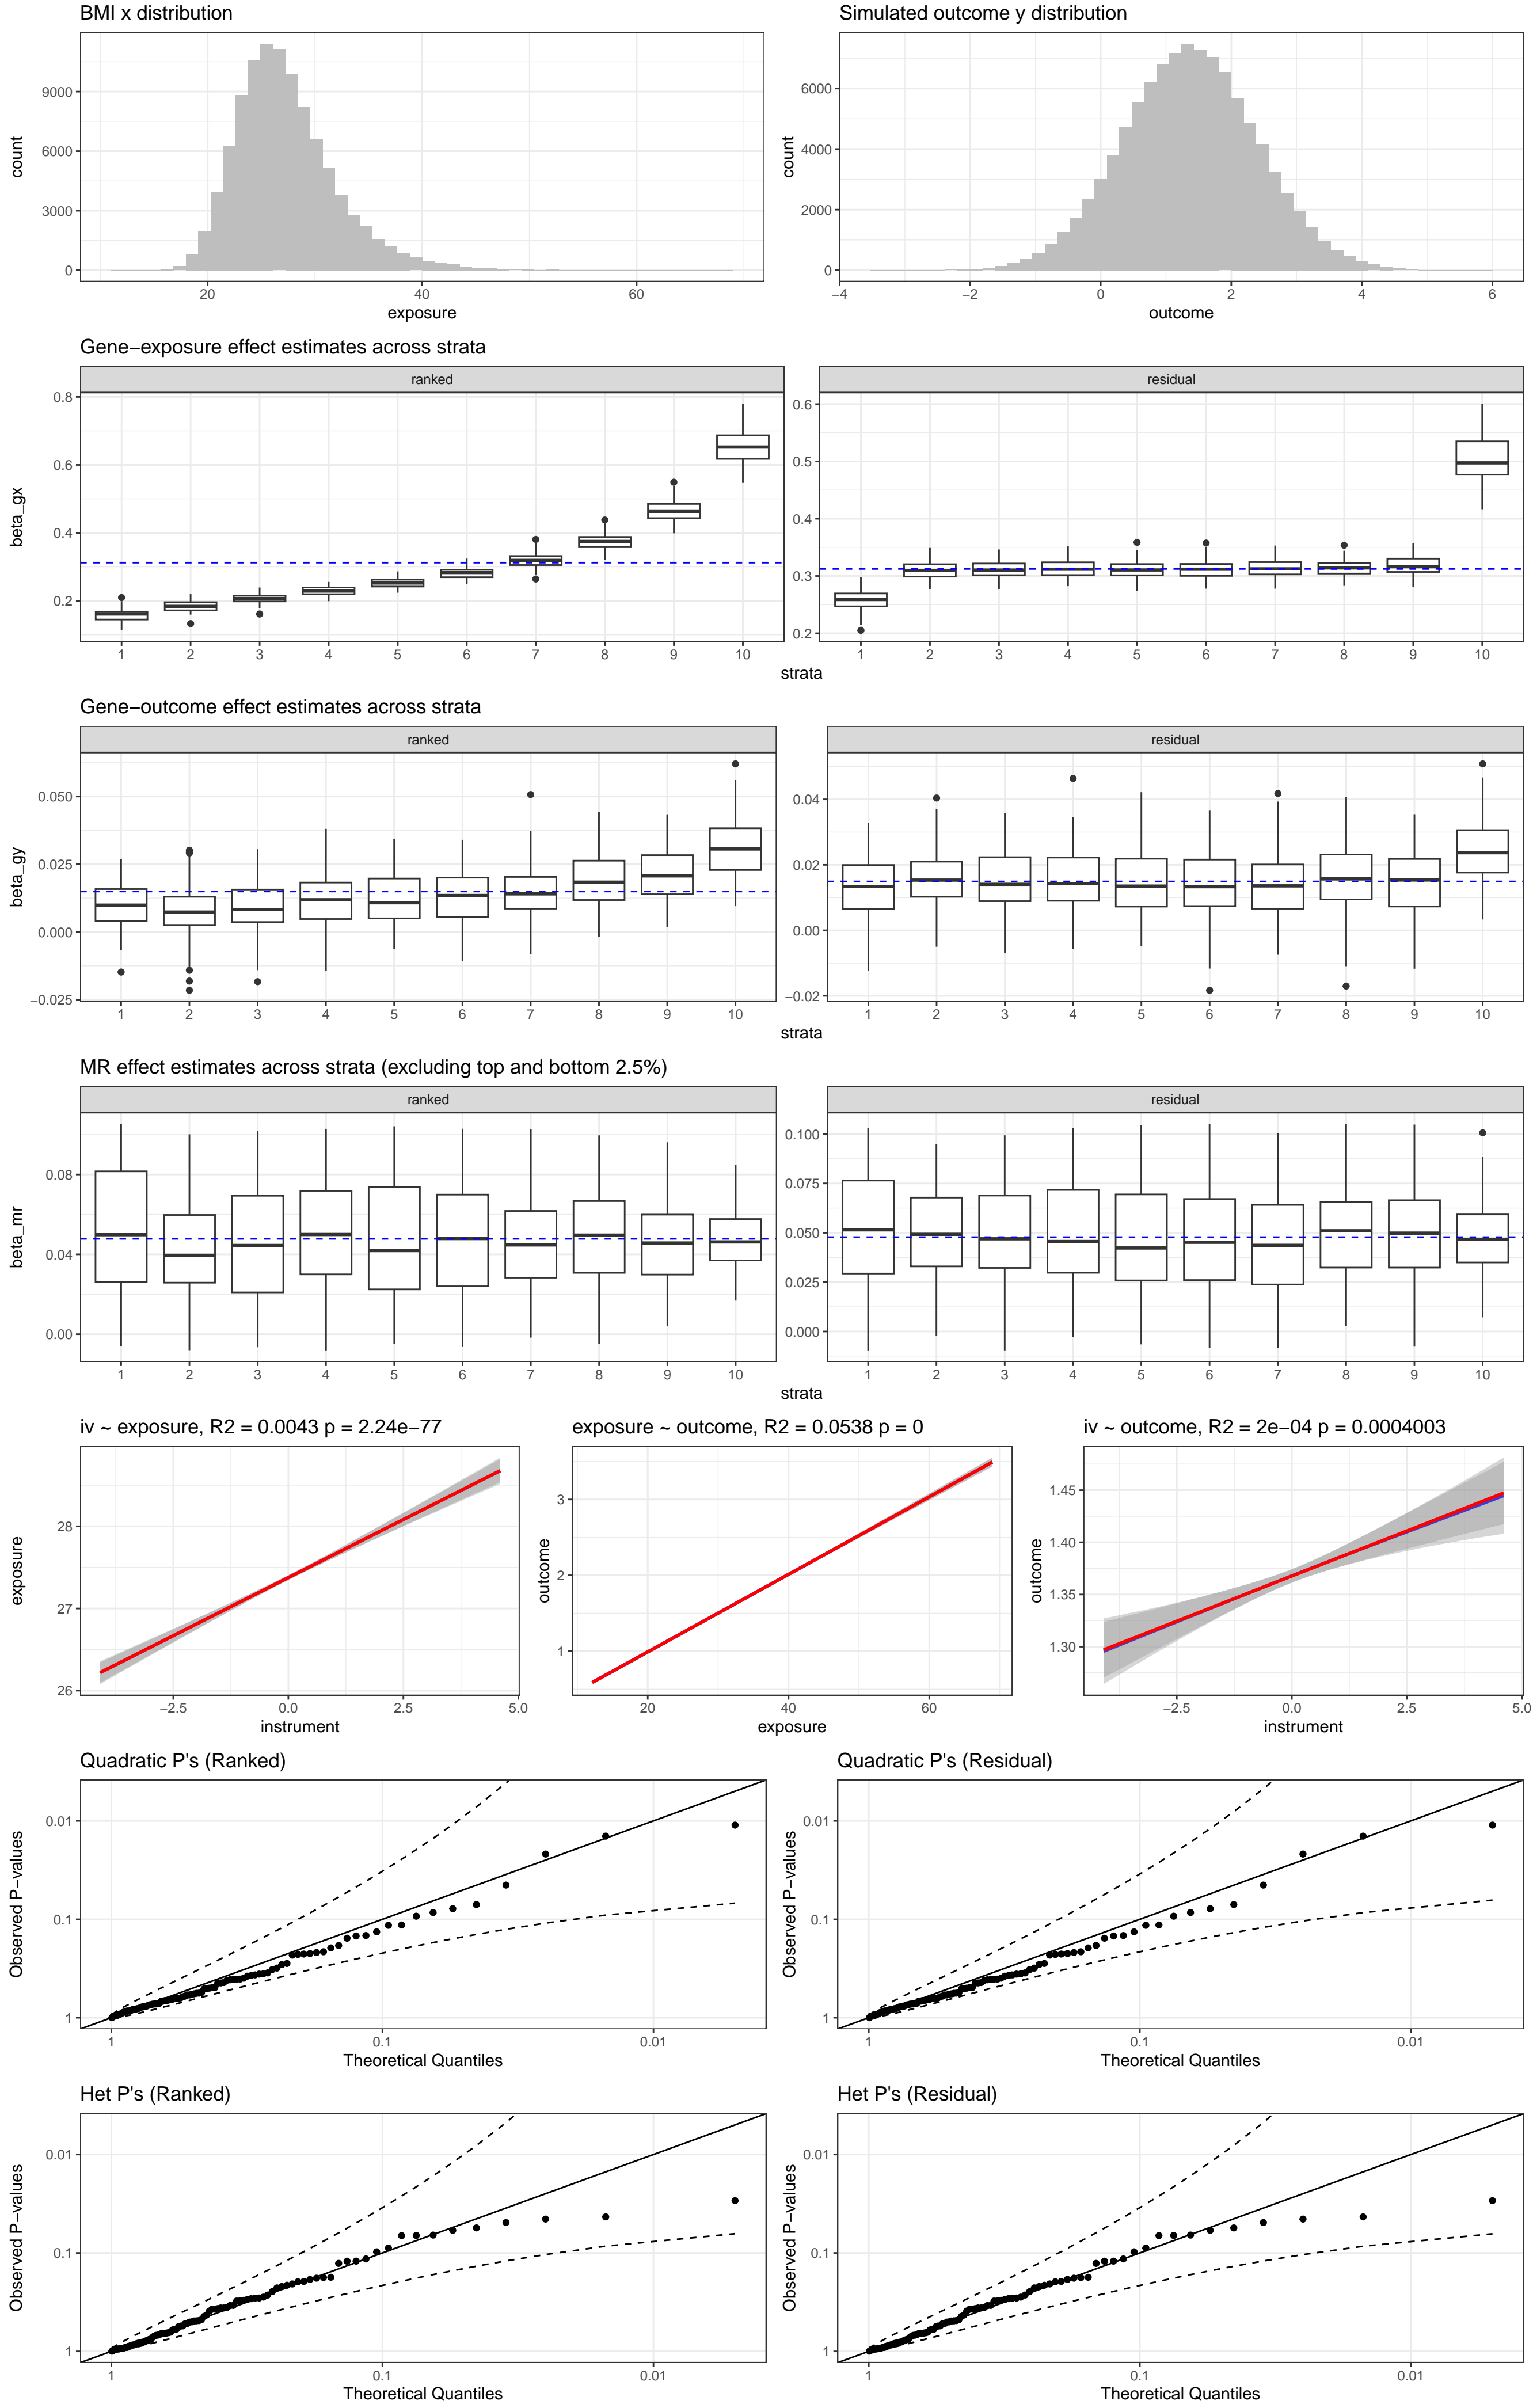 BMI x distribution
Simulated outcome y distribution
count
9000
6000
3000
0
20
40
60
exposure
count
6000
4000
2000
0
−4
−2
0
2
4
6
outcome
Gene−exposure effect estimates across strata
ranked
residual
beta_gx
0.8
0.6
0.4
0.2
1 2 3 4 5 6 7 8 9 10
0.6
0.5
0.4
0.3
0.2
1 2 3 4 5 6 7 8 9 10
strata
Gene−outcome effect estimates across strata
ranked
residual
beta_gy
0.050
0.025
0.000
−0.025
1 2 3 4 5 6 7 8 9 10
0.04
0.02
0.00
−0.02
1 2 3 4 5 6 7 8 9 10
strata
MR effect estimates across strata (excluding top and bottom 2.5%)
ranked
residual
beta_mr
0.08
0.04
0.00
1 2 3 4 5 6 7 8 9 10
0.100
0.075
0.050
0.025
0.000
1 2 3 4 5 6 7 8 9 10
strata
iv ~ exposure, R2 = 0.0043 p = 2.24e−77
exposure
28
27
26
−2.5 0.0 2.5 5.0
instrument
exposure ~ outcome, R2 = 0.0538 p = 0
outcome
3
2
1
20 40 60
exposure
iv ~ outcome, R2 = 2e−04 p = 0.0004003
outcome
1.45
1.40
1.35
1.30
−2.5 0.0 2.5 5.0
instrument
Quadratic P's (Ranked)
Observed P−values
0.01
0.1
1
1 0.1 0.01
Theoretical Quantiles
Quadratic P's (Residual)
Observed P−values
0.01
0.1
1
1 0.1 0.01
Theoretical Quantiles
Het P's (Ranked)
Observed P−values
0.01
0.1
1
1 0.1 0.01
Theoretical Quantiles
Het P's (Residual)
Observed P−values
0.01
0.1
1
1 0.1 0.01
Theoretical Quantiles